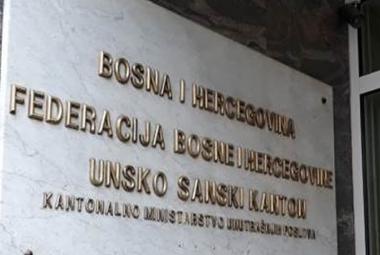 BOSNA I HERCEGOVINA
FEDERACIJA BOSNE I HERCEGOVINE
UNSKO SANSKI KANTON
KANTONALNO MINISTARSTVO UNUTRAŠNJIH POSLOVA